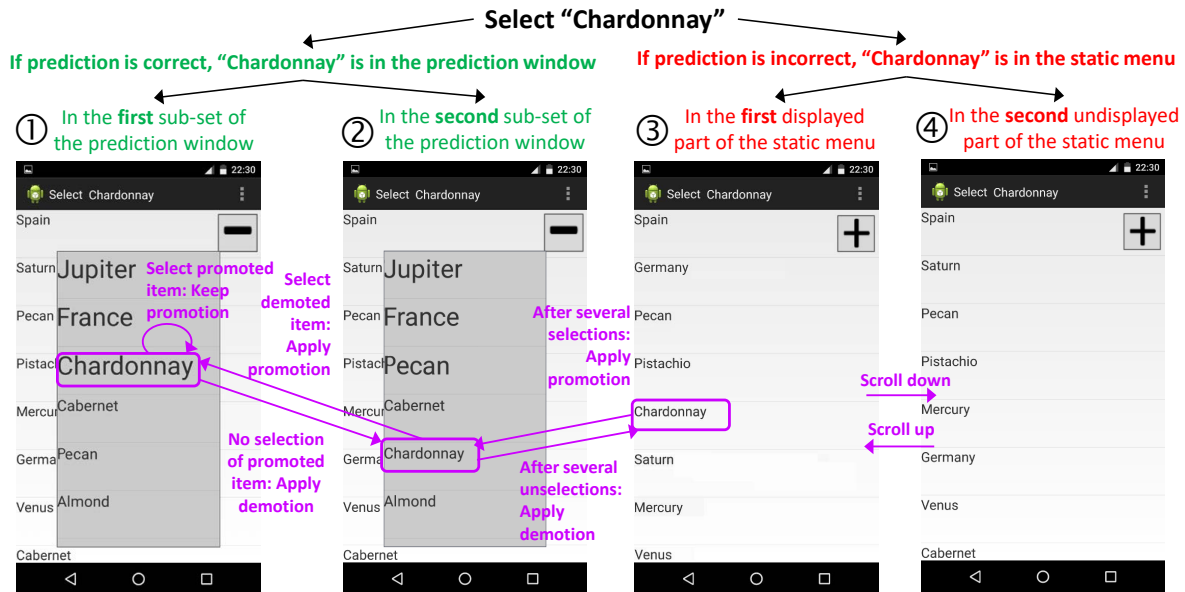 Select “Chardonnay”
If prediction is correct, “Chardonnay” is in the prediction window
If prediction is incorrect, “Chardonnay” is in the static menu
①
In the first sub-set of
the prediction window
②
In the second sub-set of
the prediction window
③
In the first displayed
part of the static menu
④
In the second undisplayed
part of the static menu
22:30
Select Chardonnay
Spain
Saturn
Jupiter
Pecan
France
Pistac
Chardonnay
Mercur
Cabernet
Germa
Pecan
Venus
Almond
Cabernet
Select promoted
item: Keep
promotion
Select
demoted
item:
Apply
promotion
No selection
of promoted
item: Apply
demotion
22:30
Select Chardonnay
Spain
Saturn
Jupiter
Pecan
France
Pistach
Pecan
Mercur
Cabernet
Germa
Chardonnay
Venus
Almond
Cabernet
After several
selections:
Apply
promotion
After several
unselections:
Apply
demotion
22:30
Select Chardonnay
Spain
Germany
Pecan
Pistachio
Chardonnay
Saturn
Mercury
Venus
Scroll down
Scroll up
22:30
Select Chardonnay
Spain
Saturn
Pecan
Pistachio
Mercury
Germany
Venus
Cabernet